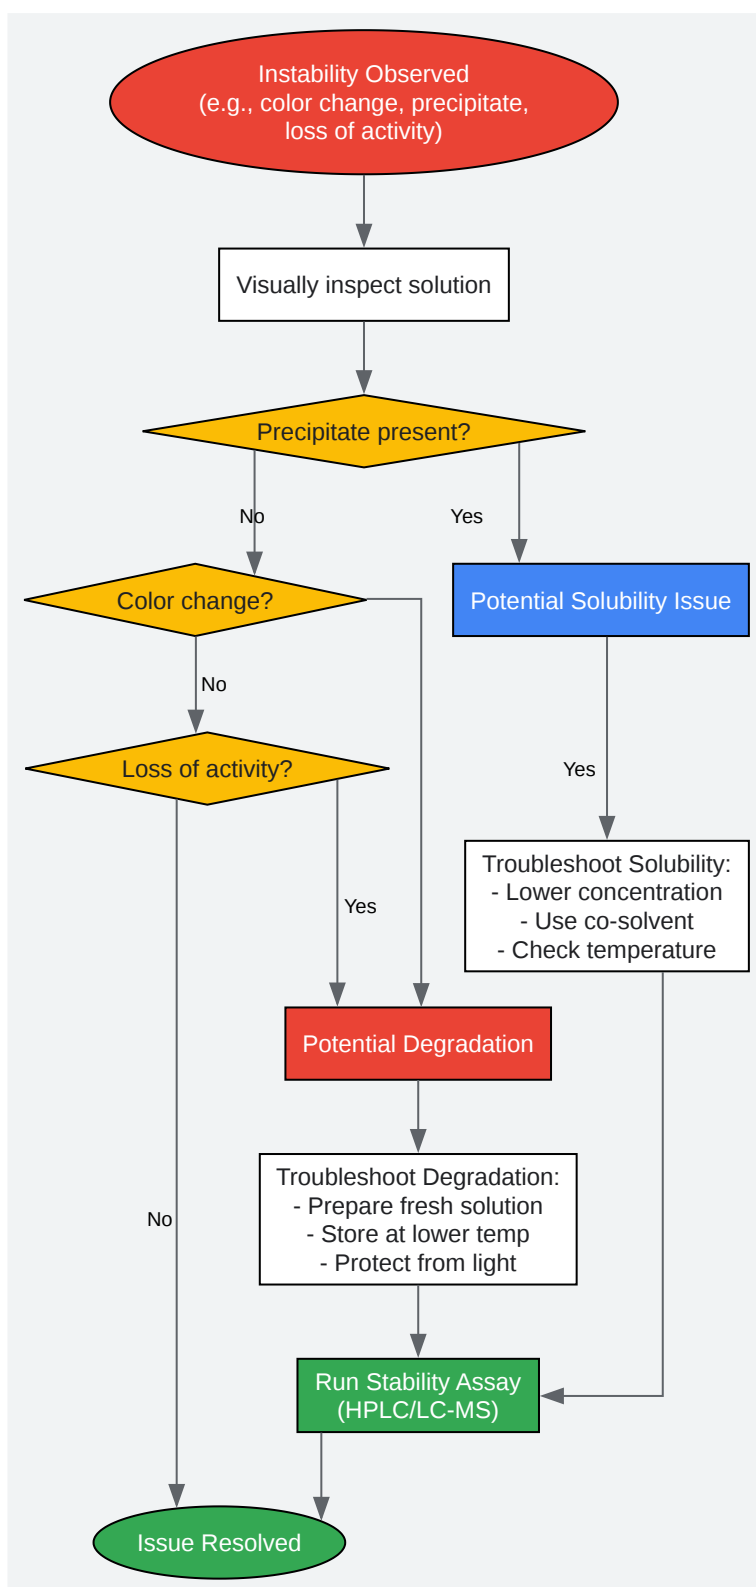 Instability Observed
(e.g., color change, precipitate,
loss of activity)
Visually inspect solution
Precipitate present?
No
Yes
Color change?
Potential Solubility Issue
No
Loss of activity?
Yes
Troubleshoot Solubility:
- Lower concentration
- Use co-solvent
- Check temperature
Yes
Potential Degradation
Troubleshoot Degradation:
- Prepare fresh solution
- Store at lower temp
- Protect from light
No
Run Stability Assay
(HPLC/LC-MS)
Issue Resolved